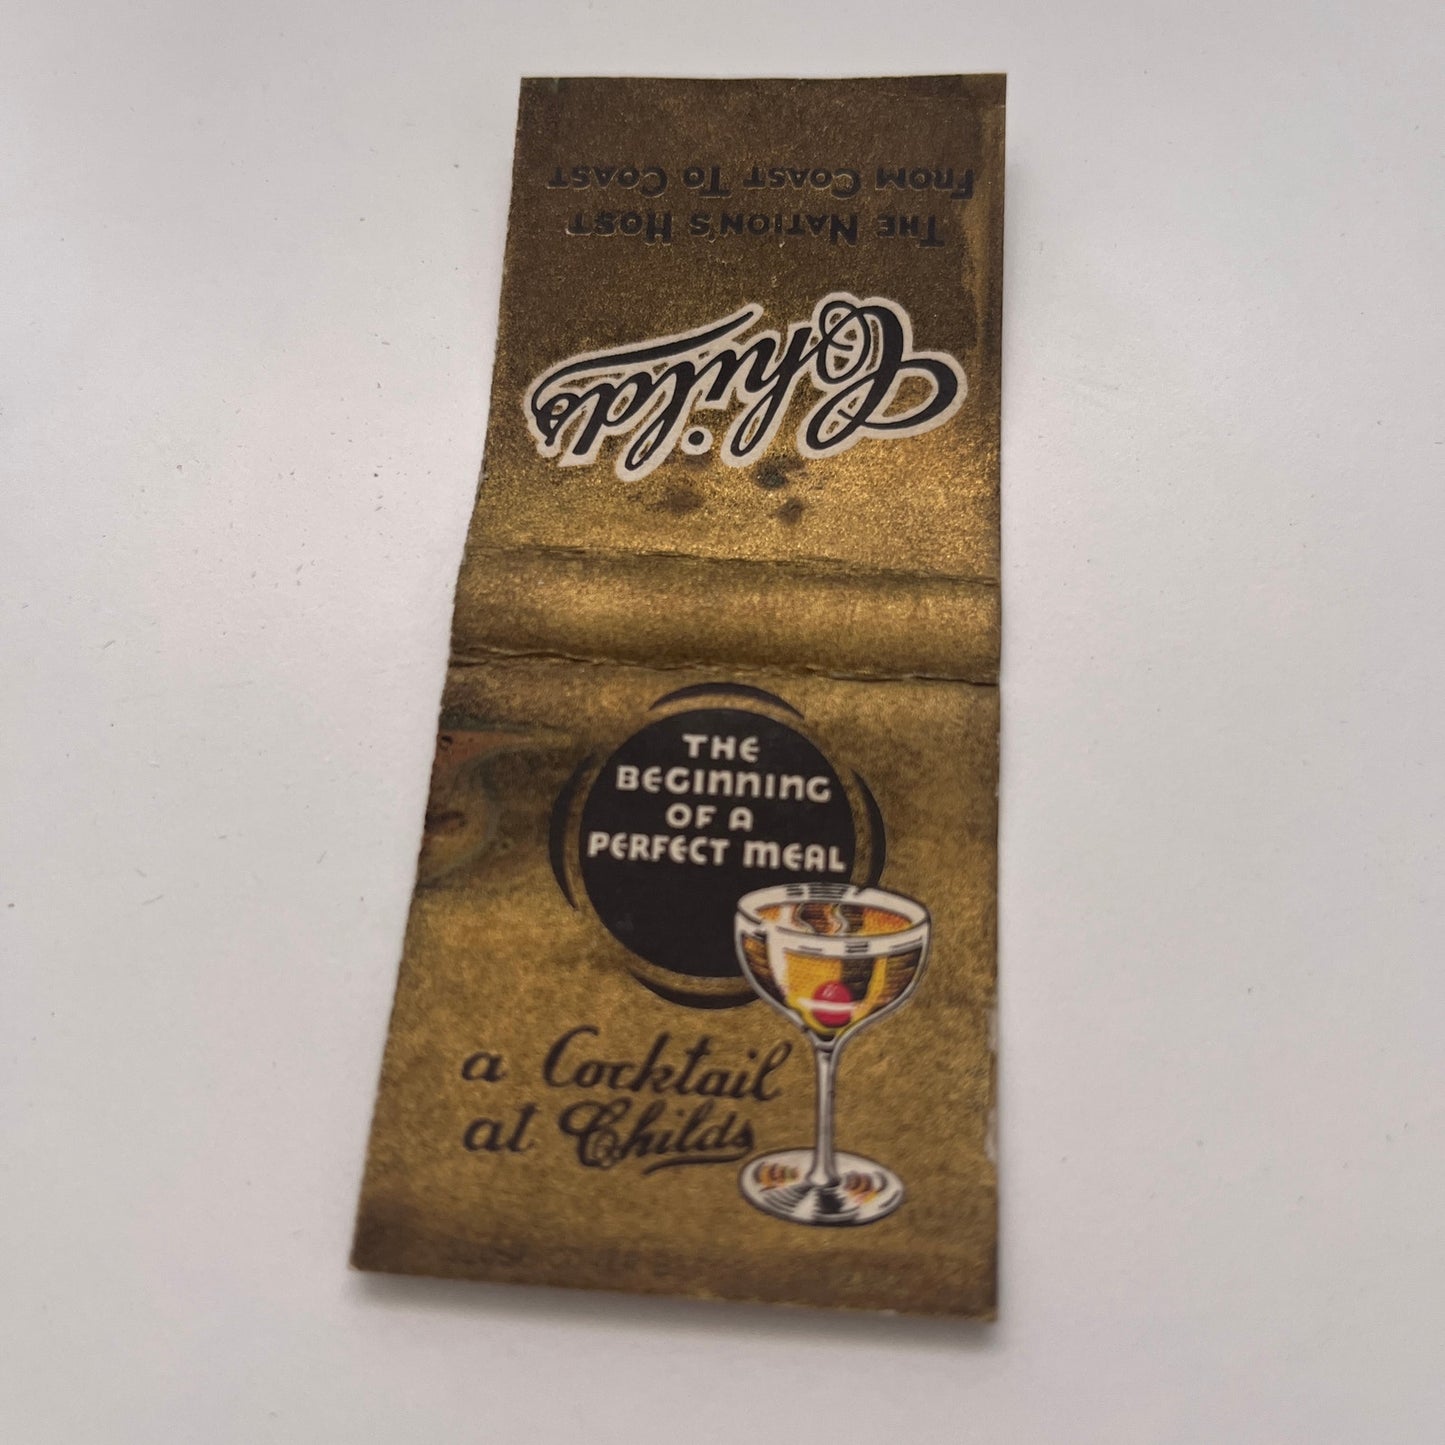 Childs
THE NATION'S HOST
FROM COAST TO COAST
THE
BEGINNING
OF A
PERFECT MEAL
a Cocktail
at Childs